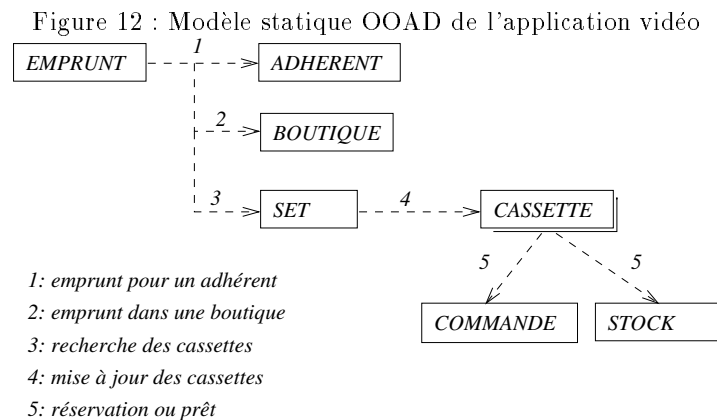 Figure 12 : Modèle statique OOAD de l'application vidéo
1
EMPRUNT
ADHERENT
2
BOUTIQUE
3
SET
4
CASSETTE
5
5
COMMANDE
STOCK
1: emprunt pour un adhérent
2: emprunt dans une boutique
3: recherche des cassettes
4: mise à jour des cassettes
5: réservation ou prêt